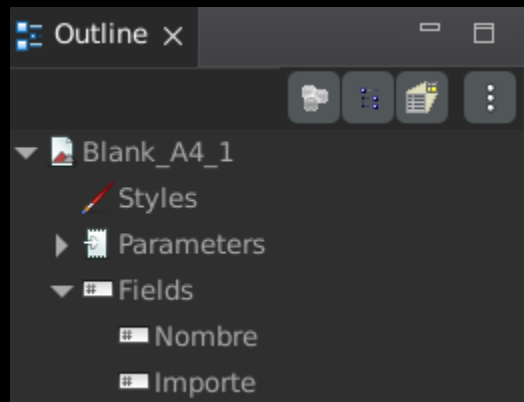 Outline
Blank_A4_1
Styles
Parameters
Fields
Nombre
Importe